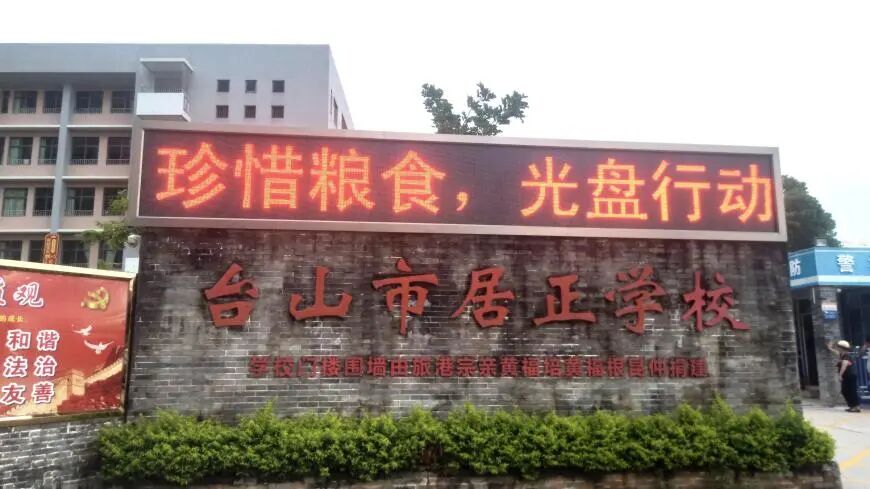 珍惜粮食，光盘行动
台山市居正学校
学校门楼围墙由旅港宗亲黄福培黄福根昆仲捐建
观
和谐
法治
友善
警